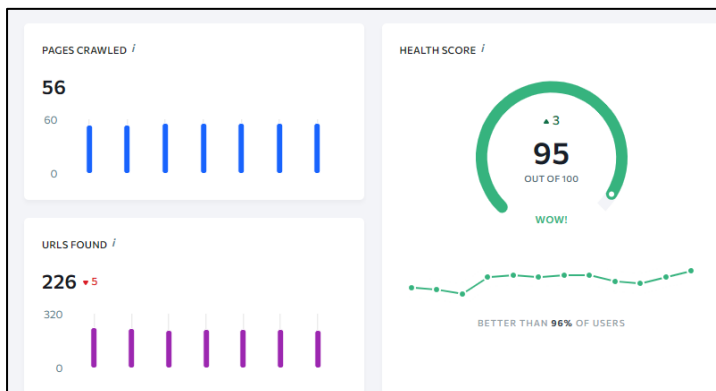 PAGES CRAWLED i
56
60
0
URLS FOUND i
226 ▼ 5
320
0
HEALTH SCORE i
▲ 3
95
OUT OF 100
WOW!
BETTER THAN 96% OF USERS